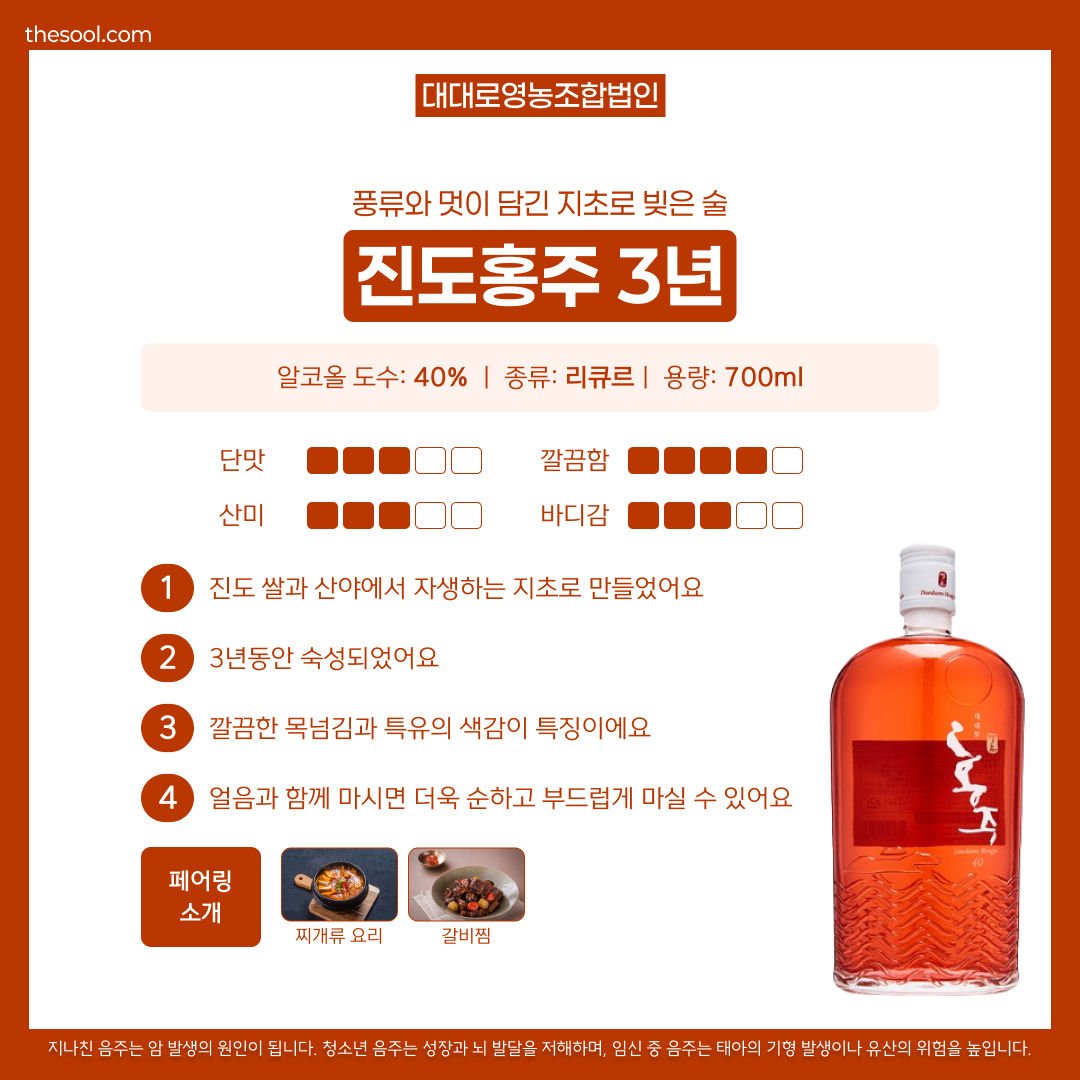 thesool.com
대대로영농조합법인
풍류와 멋이 담긴 지초로 빚은 술
진도홍주 3년
알코올 도수: 40% | 종류: 리큐르 | 용량: 700ml
단맛 깔끔함
산미 바디감
1 진도 쌀과 산야에서 자생하는 지초로 만들었어요
2 3년동안 숙성되었어요
3 깔끔한 목넘김과 특유의 색감이 특징이에요
4 얼음과 함께 마시면 더욱 순하고 부드럽게 마실 수 있어요
대대로
홍주
40
페어링
소개
찌개류 요리 갈비찜
지나친 음주는 암 발생의 원인이 됩니다. 청소년 음주는 성장과 뇌 발달을 저해하며, 임신 중 음주는 태아의 기형 발생이나 유산의 위험을 높입니다.